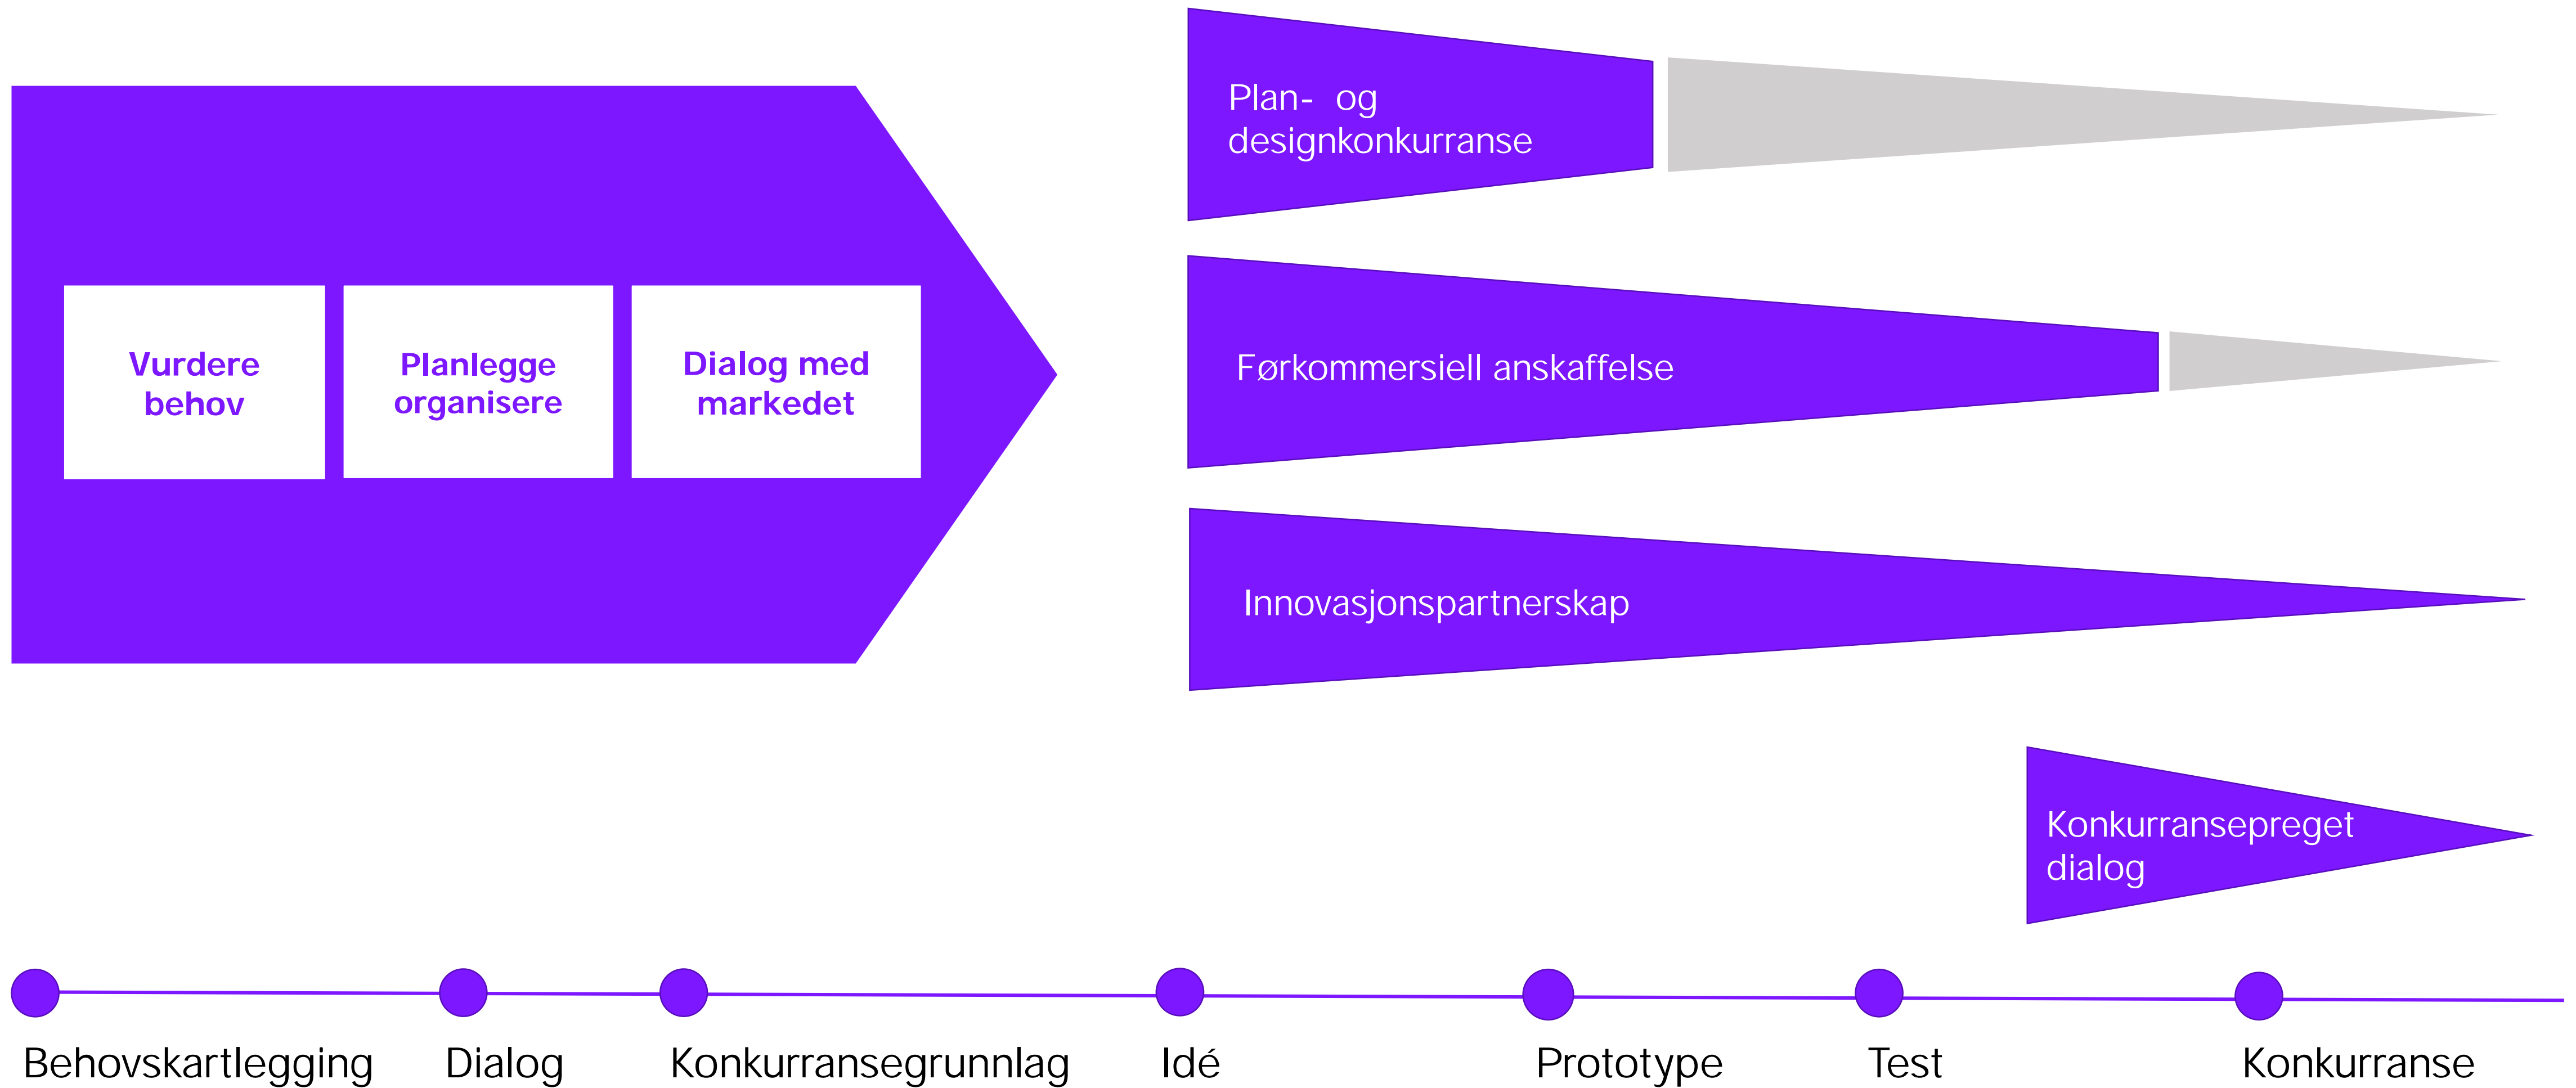 Vurdere
behov
Planlegge
organisere
Dialog med
markedet
Plan- og
designkonkurranse
Førkommersiell anskaffelse
Innovasjonspartnerskap
Konkurransepreget
dialog
Behovskartlegging
Dialog
Konkurransegrunnlag
Idé
Prototype
Test
Konkurranse